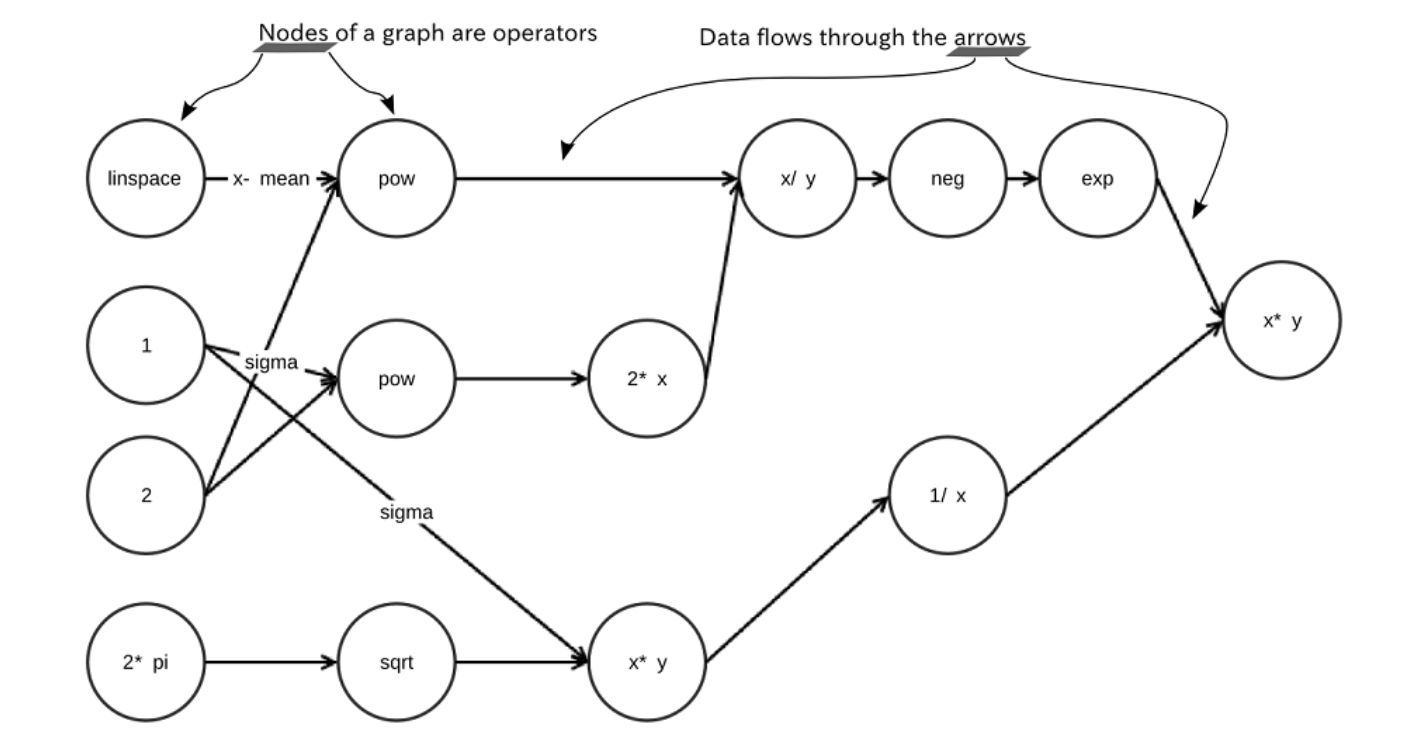 Nodes of a graph are operators
Data flows through the arrows
linspace
x- mean
pow
x/ y
neg
exp
x* y
1
sigma
pow
2* x
2
sigma
1/ x
2* pi
sqrt
x* y